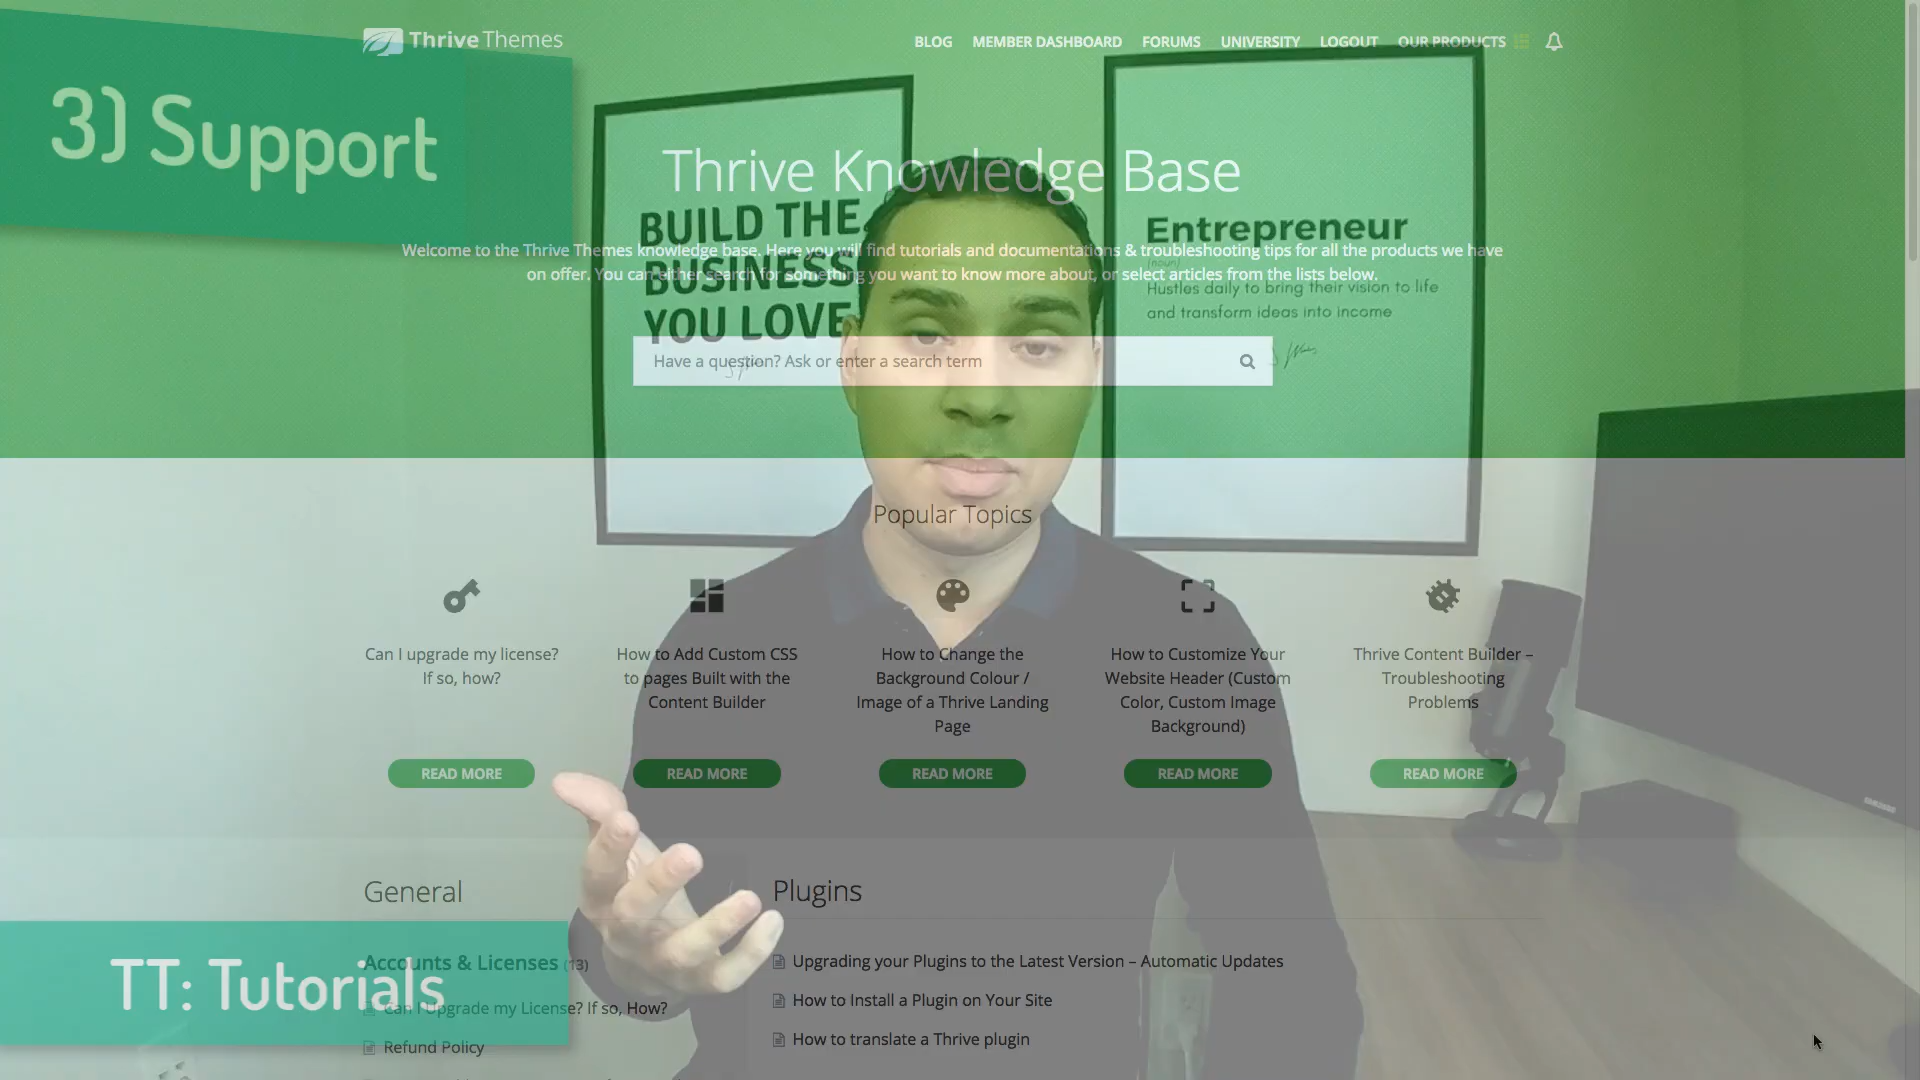 Thrive Themes
BLOG MEMBER DASHBOARD FORUMS UNIVERSITY LOGOUT OUR PRODUCTS
3) Support
Thrive Knowledge Base
BUILD THE
BUSINESS
YOU LOVE
Entrepreneur
(noun)
Hustles daily to bring their vision to life
and transform ideas into income
Welcome to the Thrive Themes knowledge base. Here you will find tutorials and documentations & troubleshooting tips for all the products we have
on offer. You can either search for something you want to know more about, or select articles from the lists below.
Have a question? Ask or enter a search term
Popular Topics
Can I upgrade my license?
If so, how?
READ MORE
How to Add Custom CSS
to pages Built with the
Content Builder
READ MORE
How to Change the
Background Colour /
Image of a Thrive Landing
Page
READ MORE
How to Customize Your
Website Header (Custom
Color, Custom Image
Background)
READ MORE
Thrive Content Builder –
Troubleshooting
Problems
READ MORE
SAMSUNG
General
Accounts & Licenses (13)
Can I Upgrade my License? If so, How?
Refund Policy
TT: Tutorials
Plugins
Upgrading your Plugins to the Latest Version – Automatic Updates
How to Install a Plugin on Your Site
How to translate a Thrive plugin